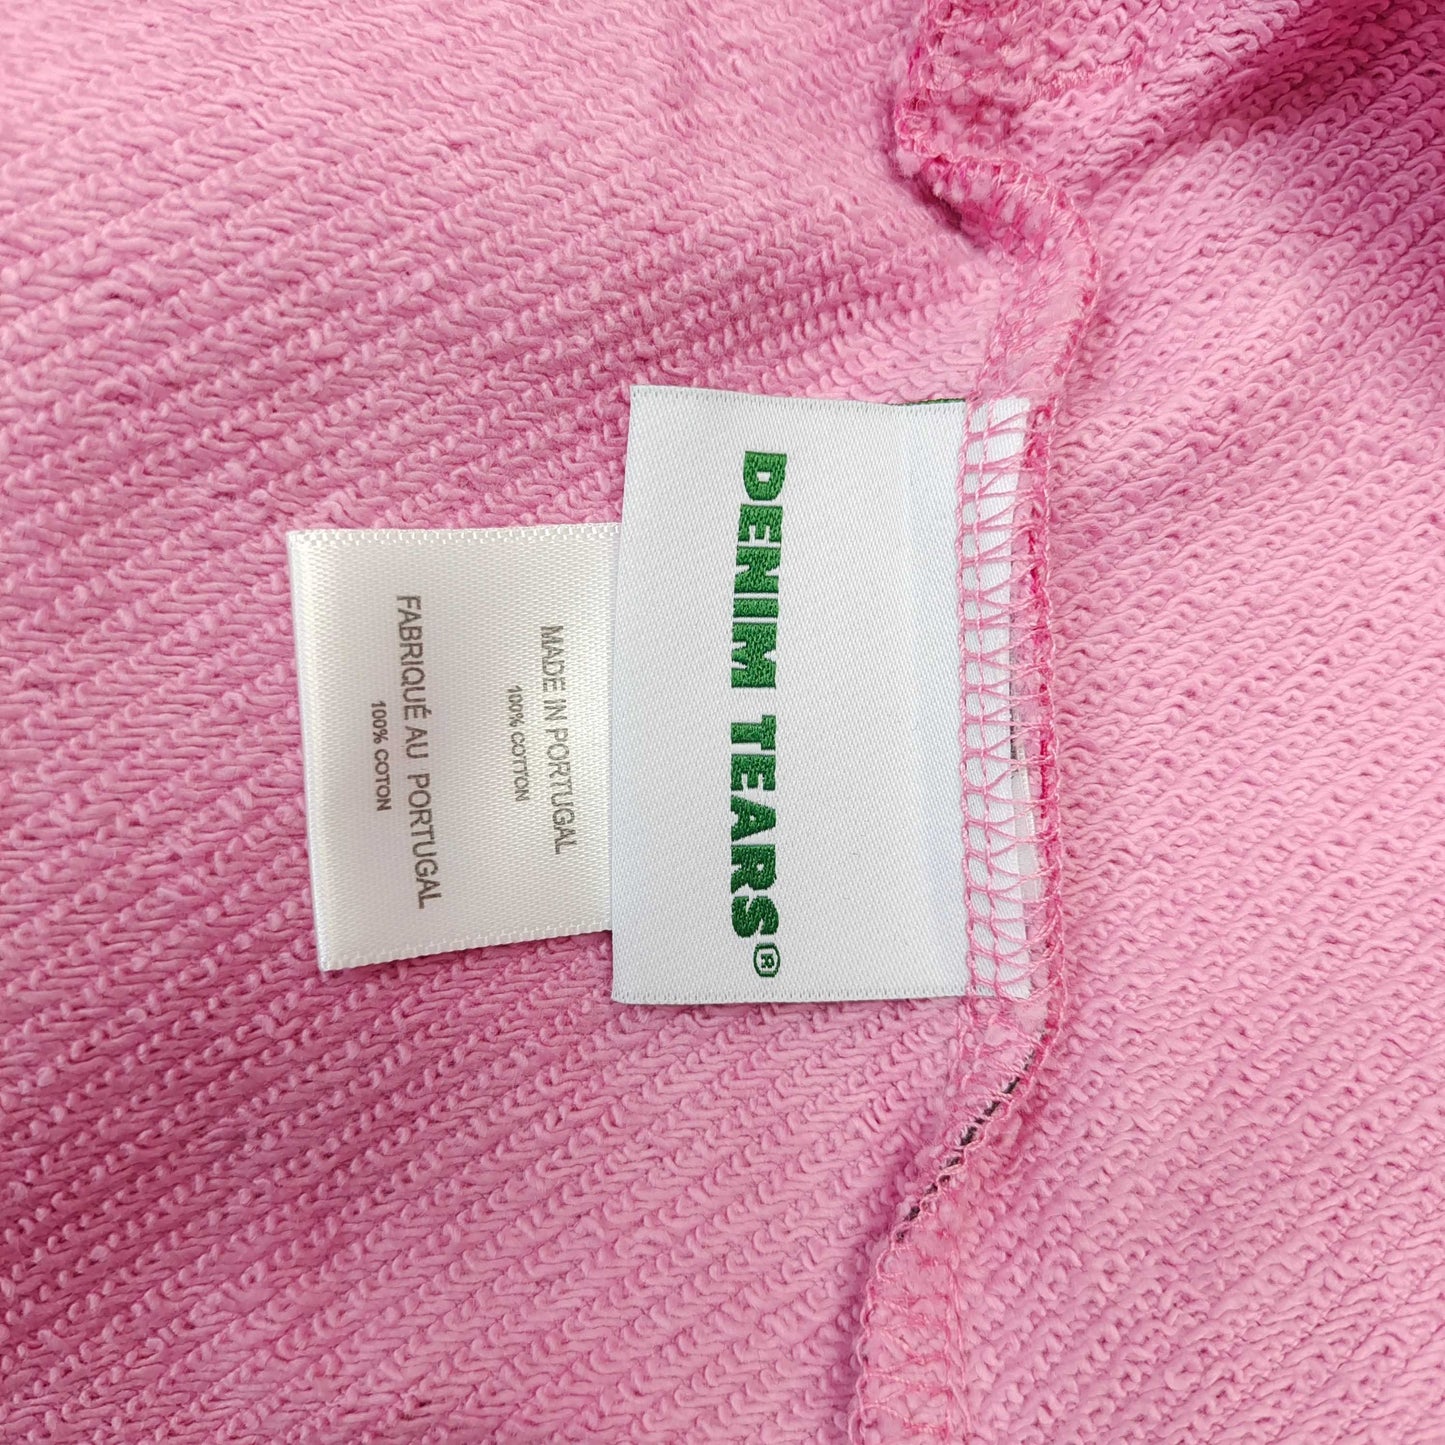 DENIM TEARS®
MADE IN PORTUGAL
100% COTTON
FABRIQUÉ AU PORTUGAL
100% COTON